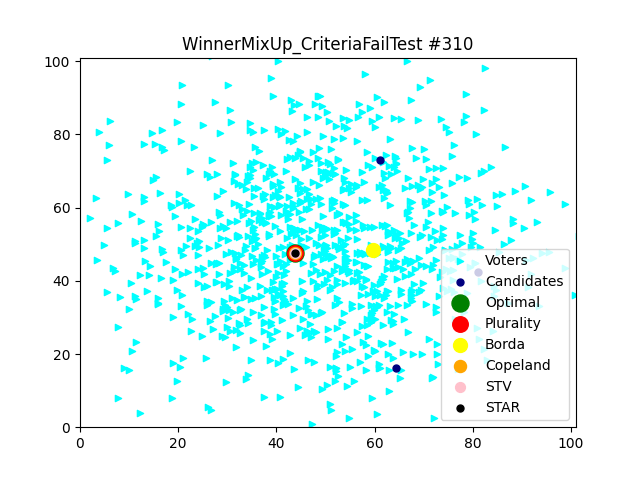 WinnerMixUp_CriteriaFailTest #310
100
80
60
40
20
0
0
20
40
60
80
100
Voters
Candidates
Optimal
Plurality
Borda
Copeland
STV
STAR